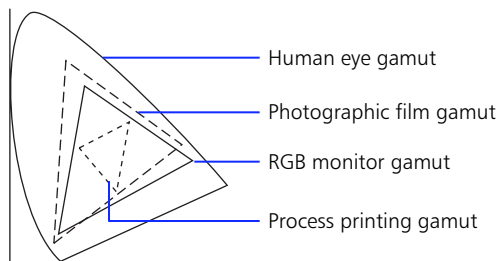 Human eye gamut
Photographic film gamut
RGB monitor gamut
Process printing gamut